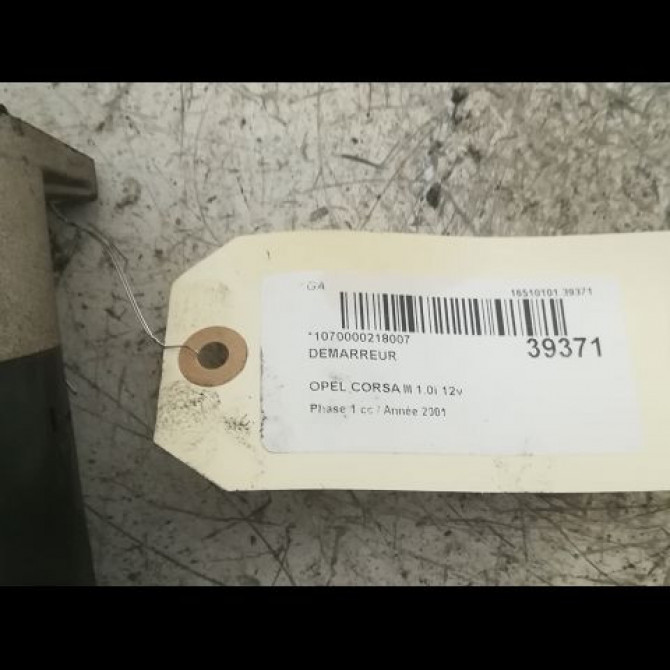 G4
16510101 39371
*1070000218007
39371
DEMARREUR
OPEL CORSA III 1.0i 12v
Phase 1 cc / Année 2001